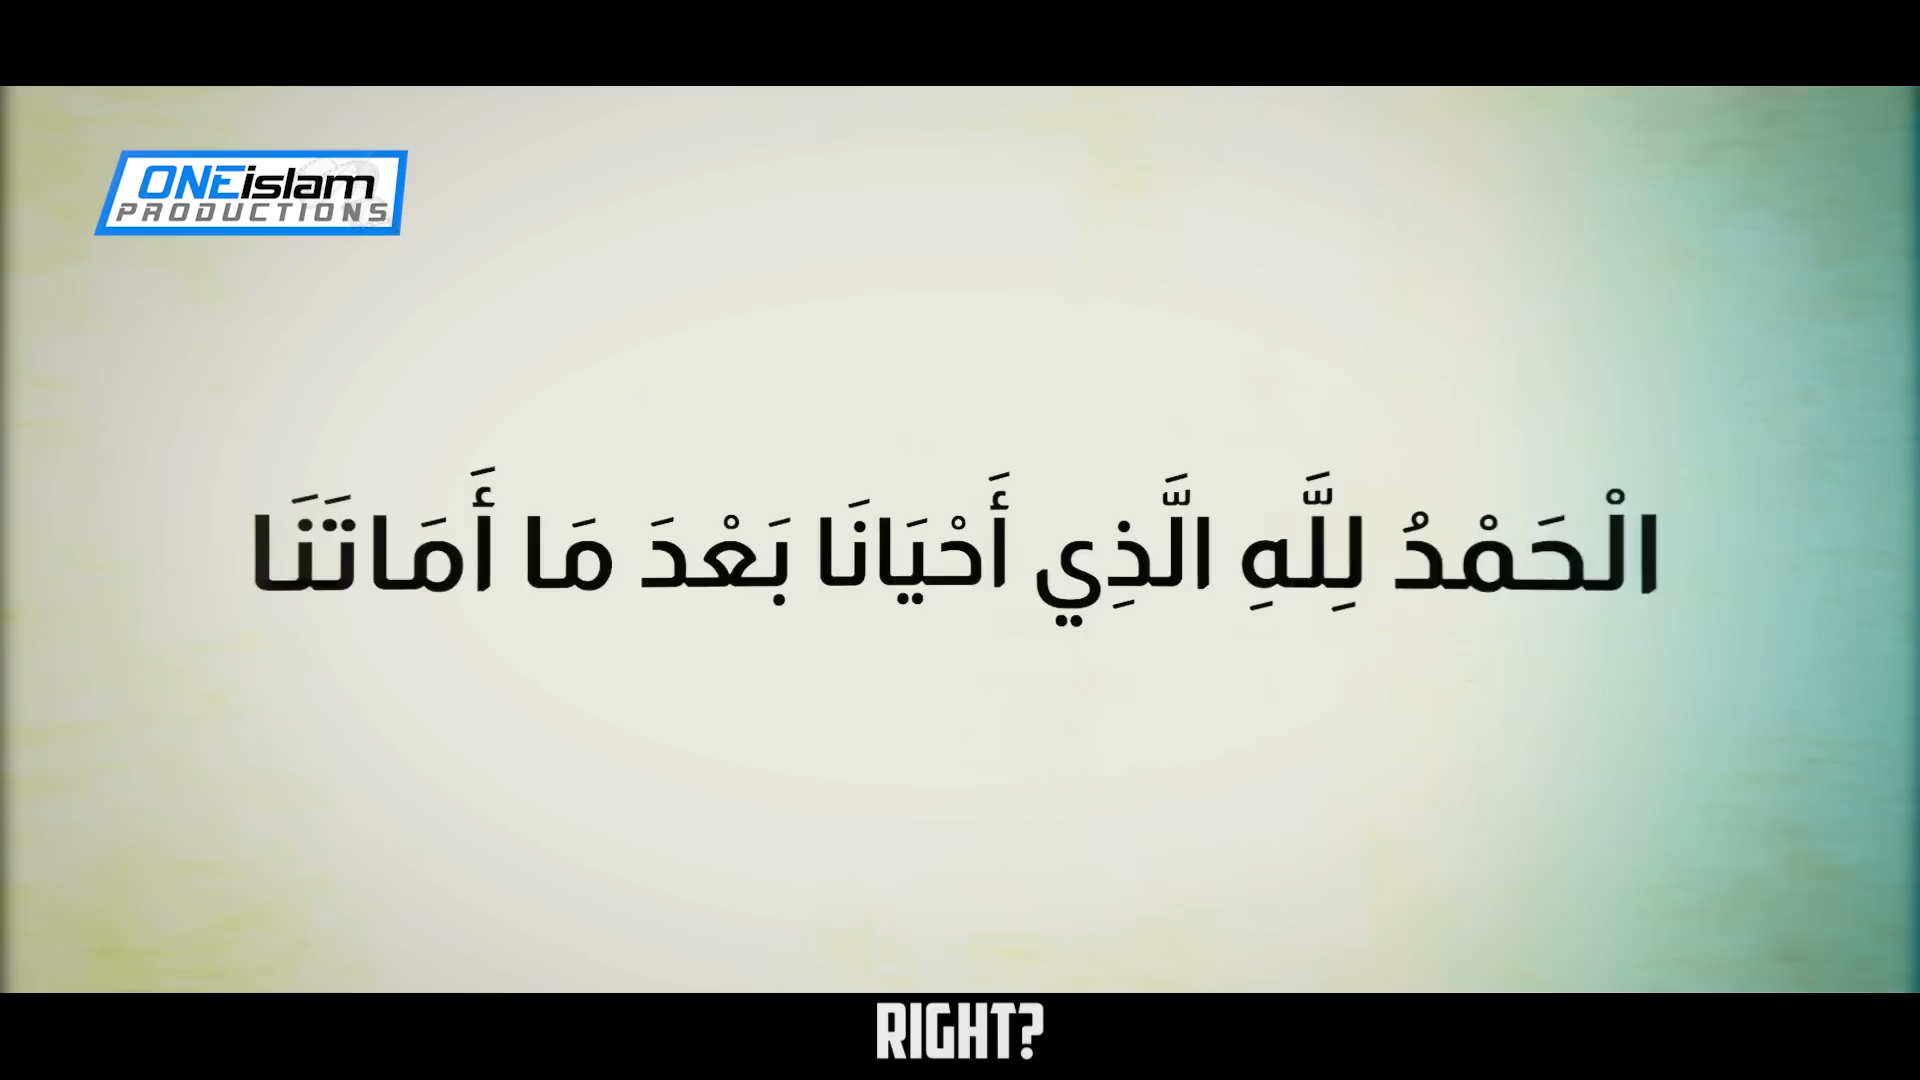 ONEislam
PRODUCTIONS
الْحَمْدُ لِلَّهِ الَّذِي أَحْيَانَا بَعْدَ مَا أَمَاتَنَا
RIGHT?